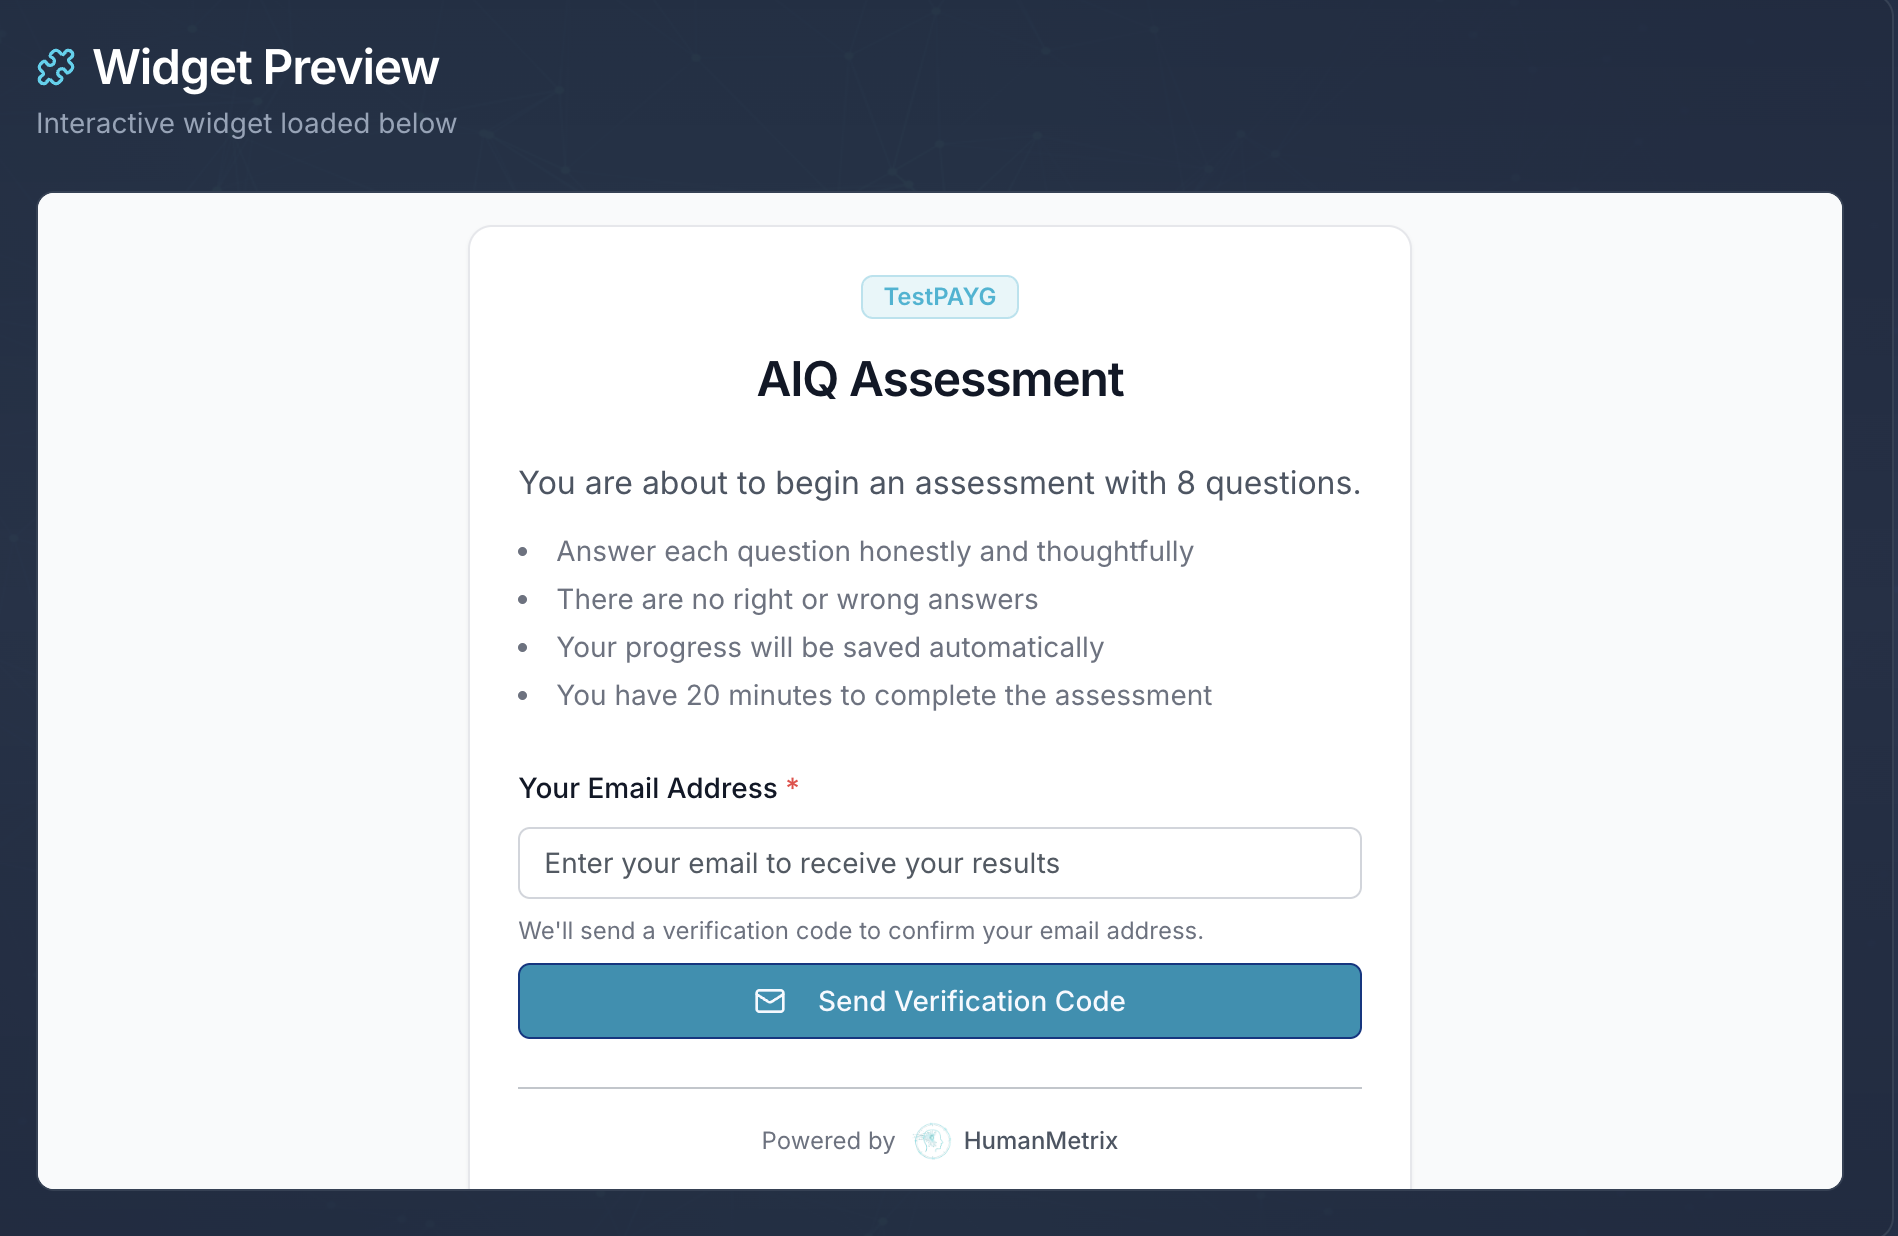 Widget Preview
Interactive widget loaded below
TestPAYG
AIQ Assessment
You are about to begin an assessment with 8 questions.
• Answer each question honestly and thoughtfully
• There are no right or wrong answers
• Your progress will be saved automatically
• You have 20 minutes to complete the assessment
Your Email Address *
Enter your email to receive your results
We'll send a verification code to confirm your email address.
Send Verification Code
Powered by HumanMetrix